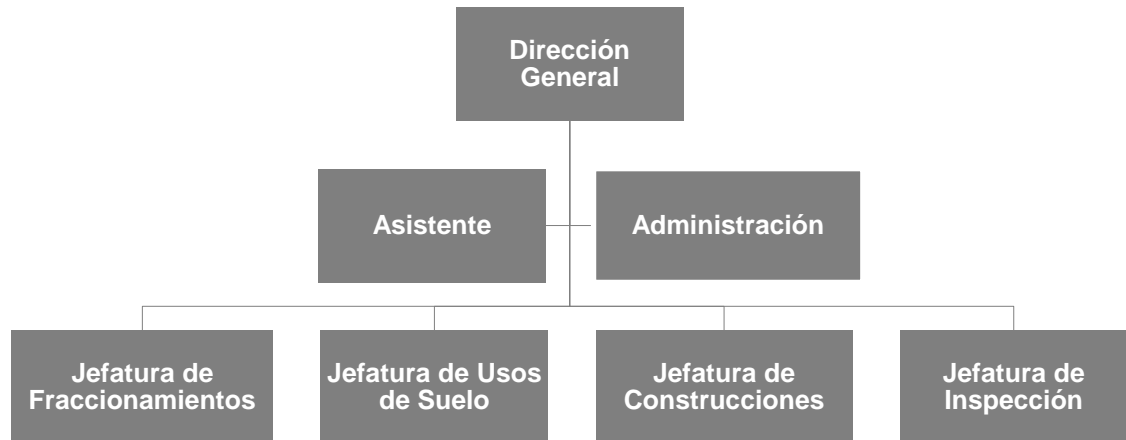 Dirección
General
Asistente
Administración
Jefatura de
Fraccionamientos
Jefatura de Usos
de Suelo
Jefatura de
Construcciones
Jefatura de
Inspección